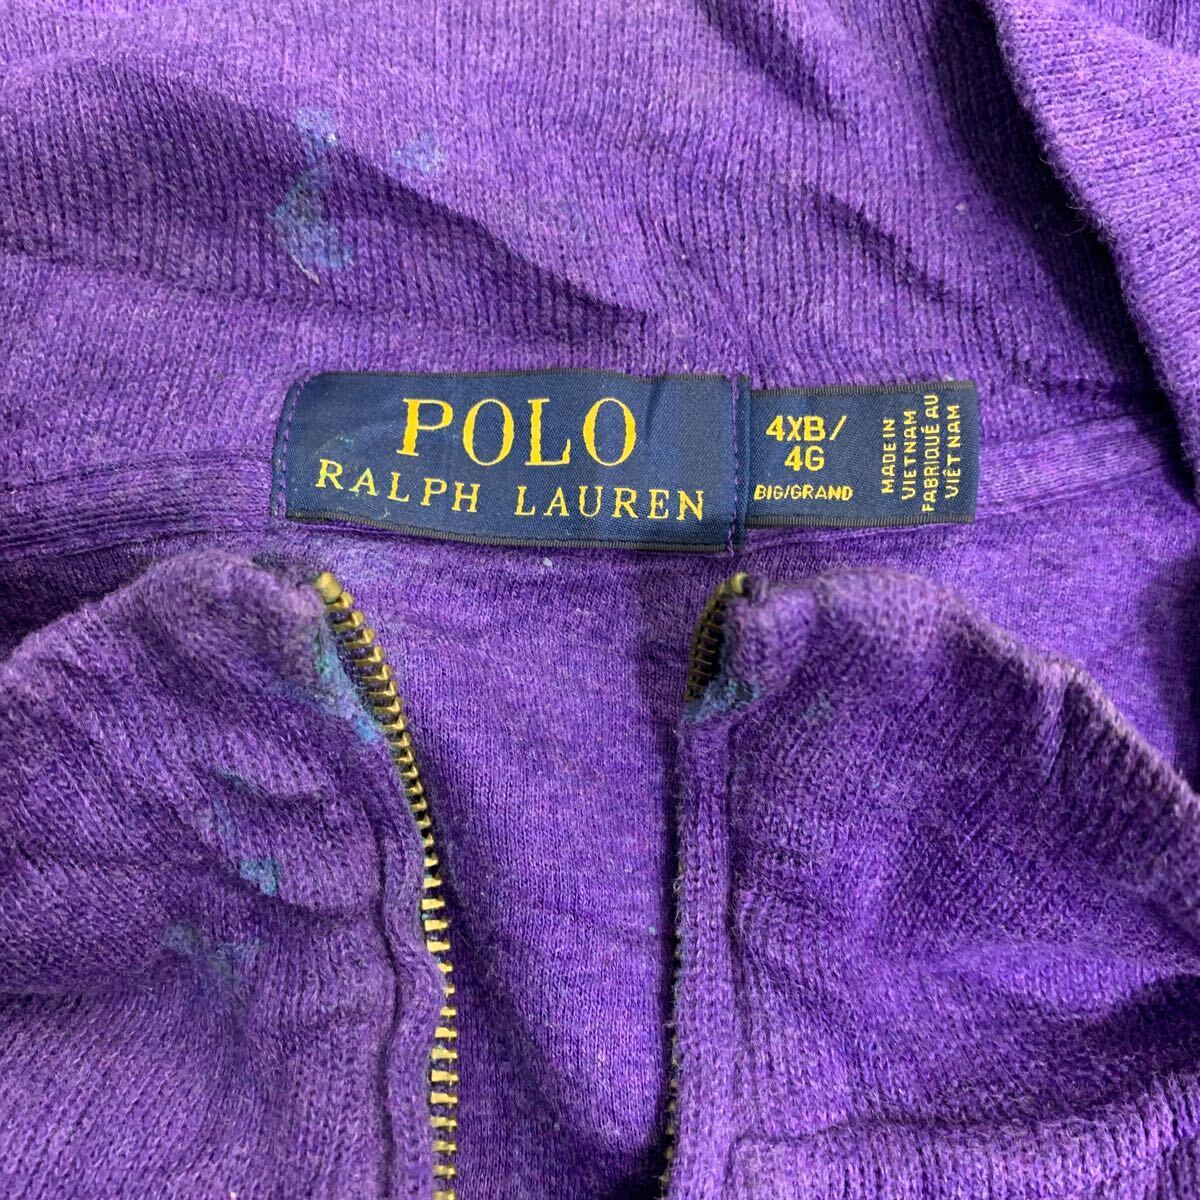 POLO
RALPH LAUREN
4XB/
4G
BIG/GRAND
MADE IN
VIETNAM
FABRIQUÉ AU
VIÊT NAM